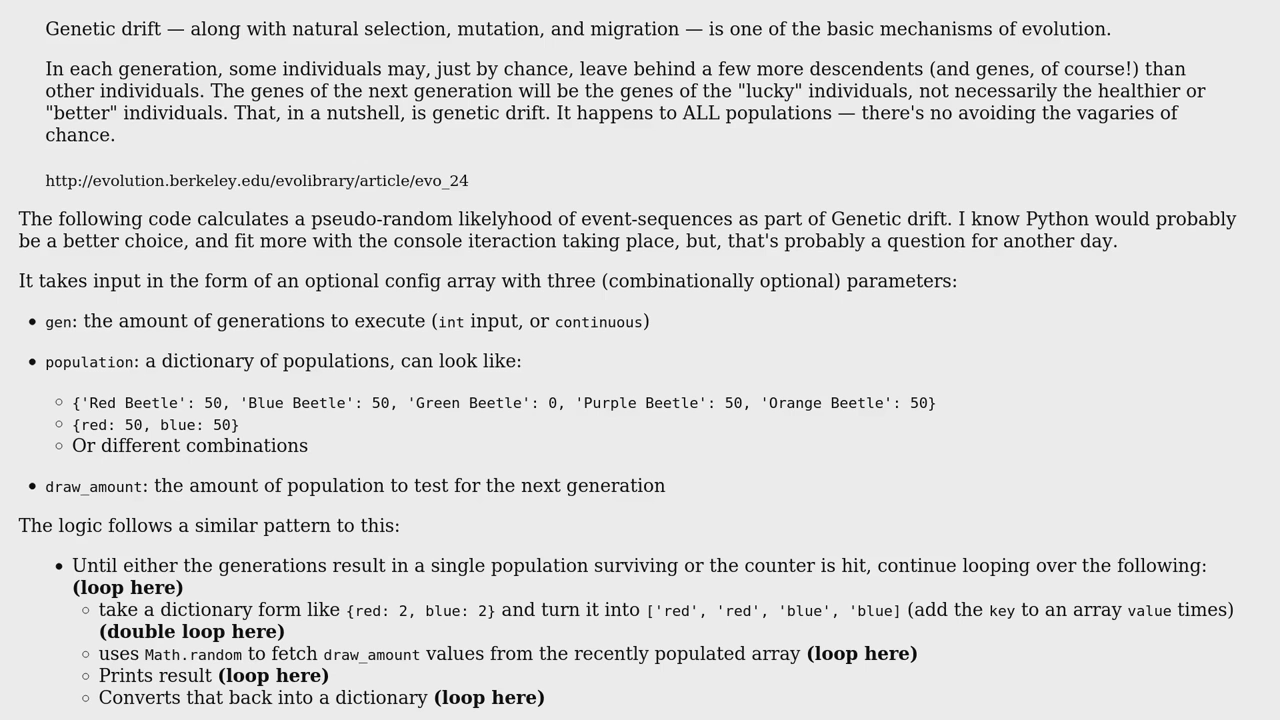 Genetic drift — along with natural selection, mutation, and migration — is one of the basic mechanisms of evolution.
In each generation, some individuals may, just by chance, leave behind a few more descendents (and genes, of course!) than
other individuals. The genes of the next generation will be the genes of the "lucky" individuals, not necessarily the healthier or
"better" individuals. That, in a nutshell, is genetic drift. It happens to ALL populations — there's no avoiding the vagaries of
chance.
http://evolution.berkeley.edu/evolibrary/article/evo_24
The following code calculates a pseudo-random likelyhood of event-sequences as part of Genetic drift. I know Python would probably
be a better choice, and fit more with the console iteraction taking place, but, that's probably a question for another day.
It takes input in the form of an optional config array with three (combinationally optional) parameters:
• gen: the amount of generations to execute (int input, or continuous)
• population: a dictionary of populations, can look like:
◦ {'Red Beetle': 50, 'Blue Beetle': 50, 'Green Beetle': 0, 'Purple Beetle': 50, 'Orange Beetle': 50}
◦ {red: 50, blue: 50}
◦ Or different combinations
• draw_amount: the amount of population to test for the next generation
The logic follows a similar pattern to this:
• Until either the generations result in a single population surviving or the counter is hit, continue looping over the following:
(loop here)
◦ take a dictionary form like {red: 2, blue: 2} and turn it into ['red', 'red', 'blue', 'blue] (add the key to an array value times)
(double loop here)
◦ uses Math.random to fetch draw_amount values from the recently populated array (loop here)
◦ Prints result (loop here)
◦ Converts that back into a dictionary (loop here)